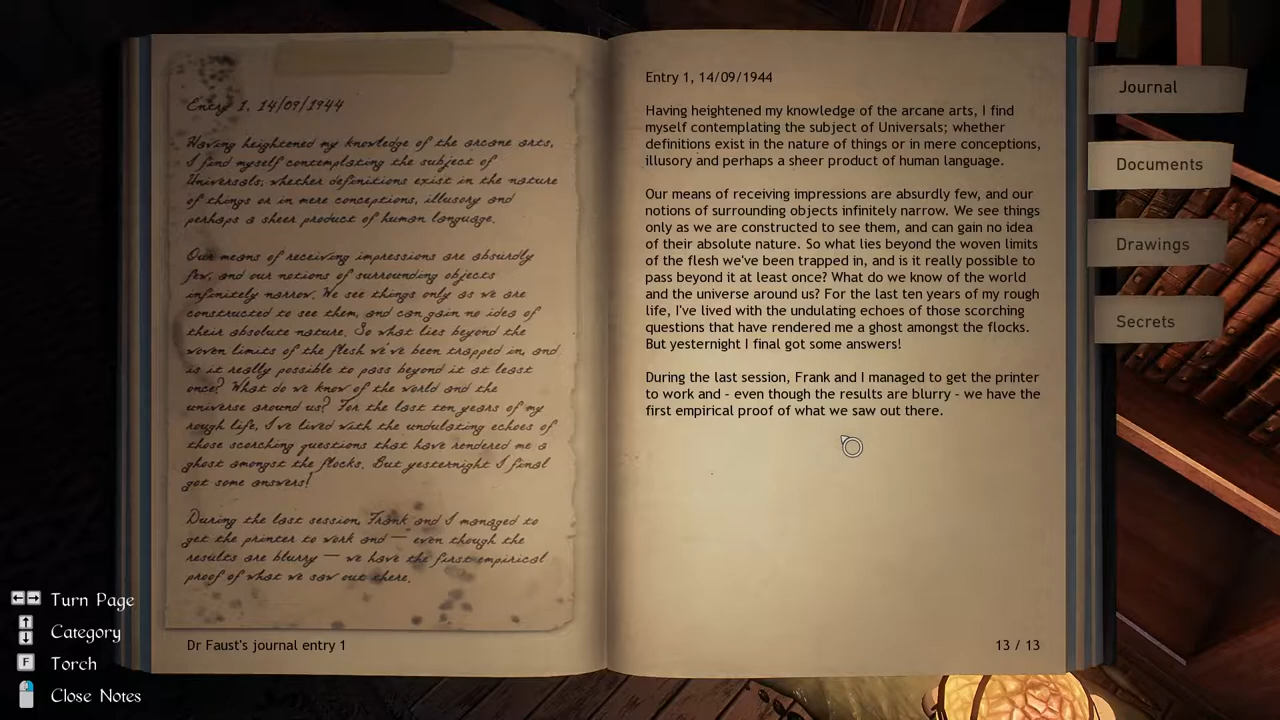 Entry 1, 14/09/1944
Having heightened my knowledge of the arcane arts,
I find myself contemplating the subject of
Universals; whether definitions exist in the nature
of things or in mere conceptions, illusory and
perhaps a sheer product of human language.
Our means of receiving impressions are absurdly
few, and our notions of surrounding objects
infinitely narrow. We see things only as we are
constructed to see them, and can gain no idea of
their absolute nature. So what lies beyond the
woven limits of the flesh we've been trapped in, and
is it really possible to pass beyond it at least
once? What do we know of the world and the
universe around us? For the last ten years of my
rough life, I've lived with the undulating echoes of
those scorching questions that have rendered me a
ghost amongst the flocks. But yesternight I final
got some answers!
During the last session, Frank and I managed to
get the printer to work and — even though the
results are blurry — we have the first empirical
proof of what we saw out there.
Dr Faust's journal entry 1
Entry 1, 14/09/1944
Having heightened my knowledge of the arcane arts, I find
myself contemplating the subject of Universals; whether
definitions exist in the nature of things or in mere conceptions,
illusory and perhaps a sheer product of human language.
Our means of receiving impressions are absurdly few, and our
notions of surrounding objects infinitely narrow. We see things
only as we are constructed to see them, and can gain no idea
of their absolute nature. So what lies beyond the woven limits
of the flesh we've been trapped in, and is it really possible to
pass beyond it at least once? What do we know of the world
and the universe around us? For the last ten years of my rough
life, I've lived with the undulating echoes of those scorching
questions that have rendered me a ghost amongst the flocks.
But yesternight I final got some answers!
During the last session, Frank and I managed to get the printer
to work and - even though the results are blurry - we have the
first empirical proof of what we saw out there.
13 / 13
Journal
Documents
Drawings
Secrets
Turn Page
Category
F Torch
Close Notes